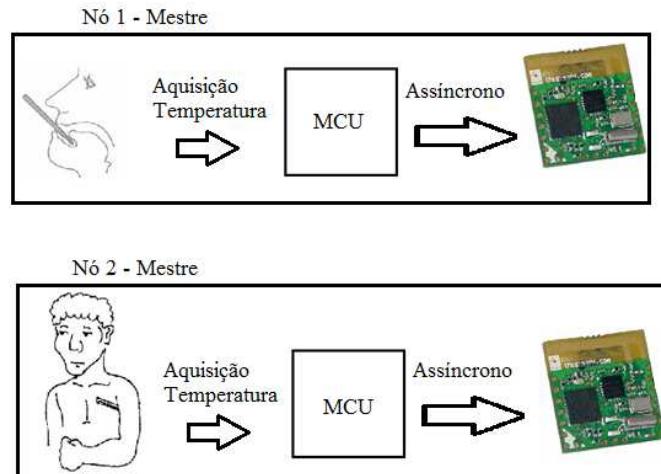 Nó 1 - Mestre
Aquisição
Temperatura
MCU
Assíncrono
Nó 2 - Mestre
Aquisição
Temperatura
MCU
Assíncrono